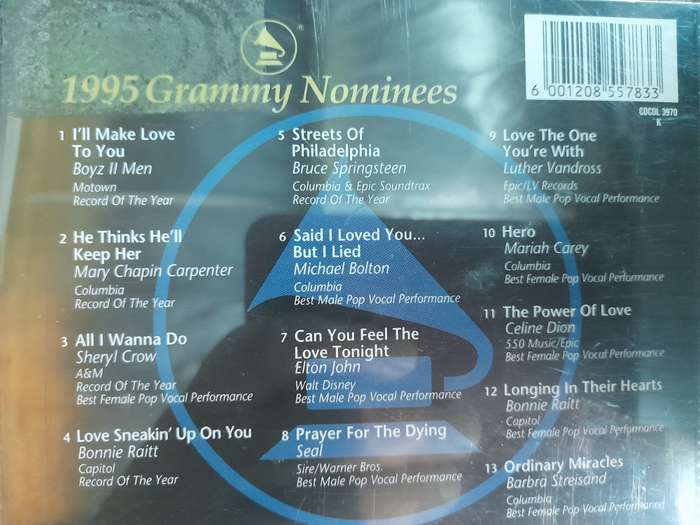 1995 Grammy Nominees
6 001208 557833
CDCOL 3970
K
1 I'll Make Love
To You
Boyz II Men
Motown
Record Of The Year
2 He Thinks He'll
Keep Her
Mary Chapin Carpenter
Columbia
Record Of The Year
3 All I Wanna Do
Sheryl Crow
A&M
Record Of The Year
Best Female Pop Vocal Performance
4 Love Sneakin' Up On You
Bonnie Raitt
Capitol
Record Of The Year
5 Streets Of
Philadelphia
Bruce Springsteen
Columbia & Epic Soundtrax
Record Of The Year
6 Said I Loved You...
But I Lied
Michael Bolton
Columbia
Best Male Pop Vocal Performance
7 Can You Feel The
Love Tonight
Elton John
Walt Disney
Best Male Pop Vocal Performance
8 Prayer For The Dying
Seal
Sire/Warner Bros.
Best Male Pop Vocal Performance
9 Love The One
You're With
Luther Vandross
Epic/LV Records
Best Male Pop Vocal Performance
10 Hero
Mariah Carey
Columbia
Best Female Pop Vocal Performance
11 The Power Of Love
Celine Dion
550 Music/Epic
Best Female Pop Vocal Performance
12 Longing In Their Hearts
Bonnie Raitt
Capitol
Best Female Pop Vocal Performance
13 Ordinary Miracles
Barbra Streisand
Columbia
Best Female Pop Vocal Performance